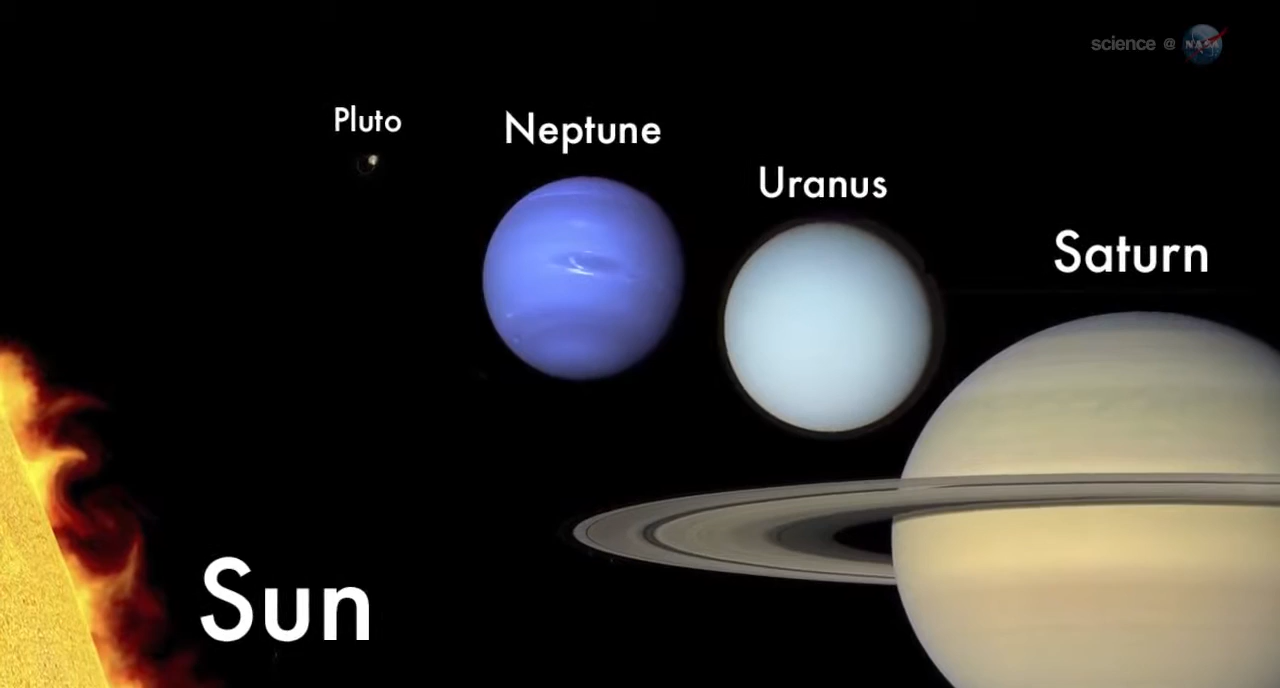 science @ NASA
Pluto
Neptune
Uranus
Saturn
Sun